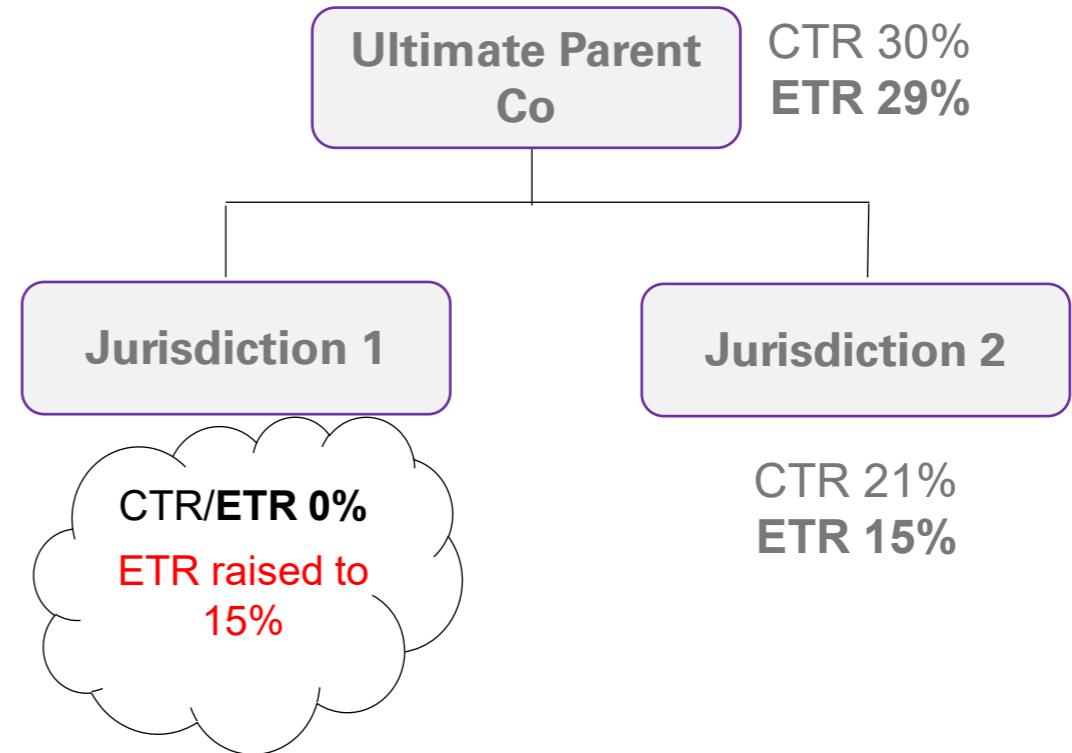 Ultimate Parent
Co
CTR 30%
ETR 29%
Jurisdiction 1
Jurisdiction 2
CTR/ETR 0%
ETR raised to
15%
CTR 21%
ETR 15%